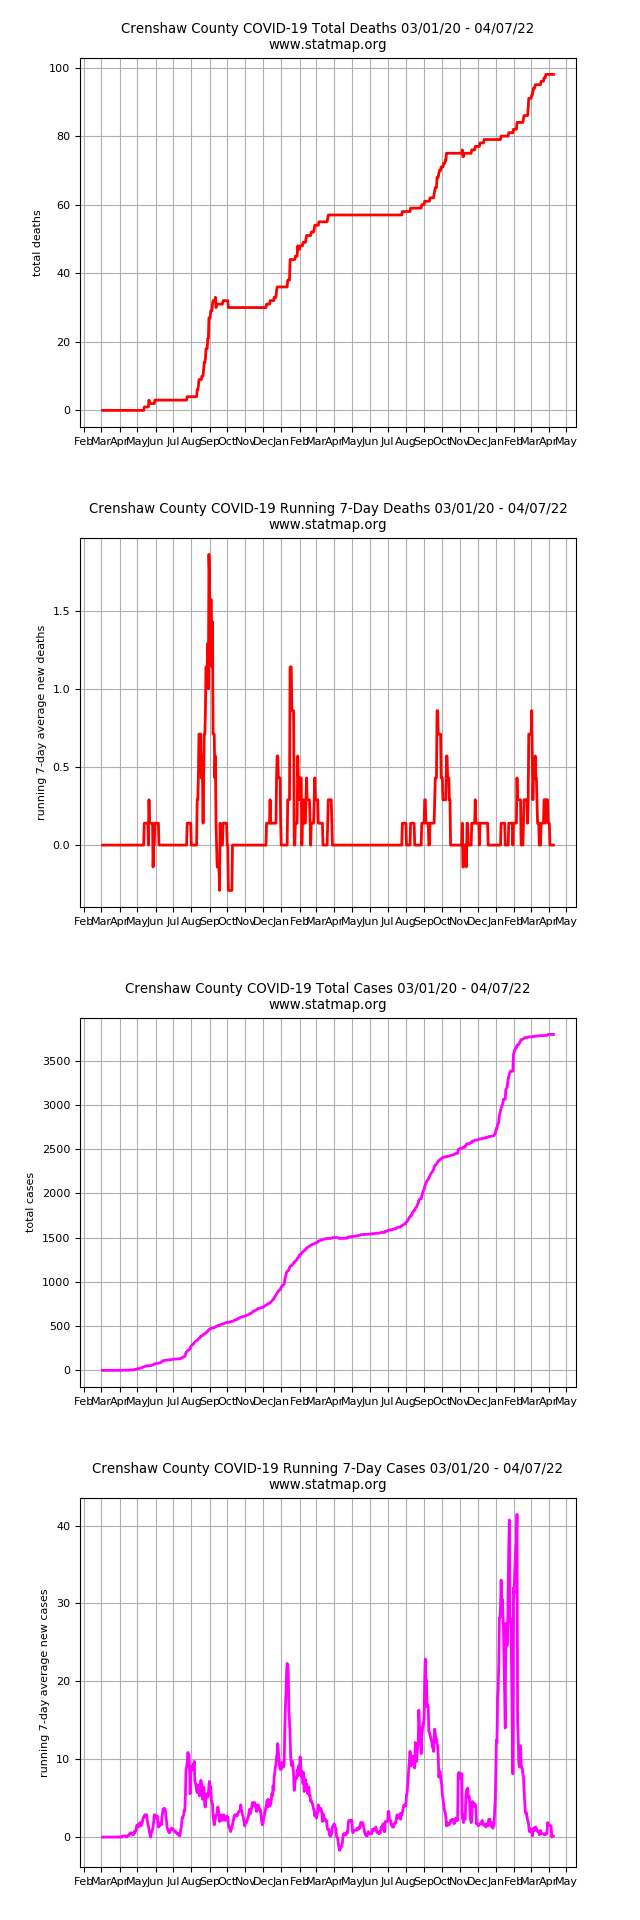 Crenshaw County COVID-19 Total Deaths 03/01/20 - 04/07/22
www.statmap.org
100
80
60
40
20
0
total deaths
Feb Mar Apr May Jun Jul Aug Sep Oct Nov Dec Jan Feb Mar Apr May Jun Jul Aug Sep Oct Nov Dec Jan Feb Mar Apr May
Crenshaw County COVID-19 Running 7-Day Deaths 03/01/20 - 04/07/22
www.statmap.org
1.5
1.0
0.5
0.0
running 7-day average new deaths
Feb Mar Apr May Jun Jul Aug Sep Oct Nov Dec Jan Feb Mar Apr May Jun Jul Aug Sep Oct Nov Dec Jan Feb Mar Apr May
Crenshaw County COVID-19 Total Cases 03/01/20 - 04/07/22
www.statmap.org
3500
3000
2500
2000
1500
1000
500
0
total cases
Feb Mar Apr May Jun Jul Aug Sep Oct Nov Dec Jan Feb Mar Apr May Jun Jul Aug Sep Oct Nov Dec Jan Feb Mar Apr May
Crenshaw County COVID-19 Running 7-Day Cases 03/01/20 - 04/07/22
www.statmap.org
40
30
20
10
0
running 7-day average new cases
Feb Mar Apr May Jun Jul Aug Sep Oct Nov Dec Jan Feb Mar Apr May Jun Jul Aug Sep Oct Nov Dec Jan Feb Mar Apr May